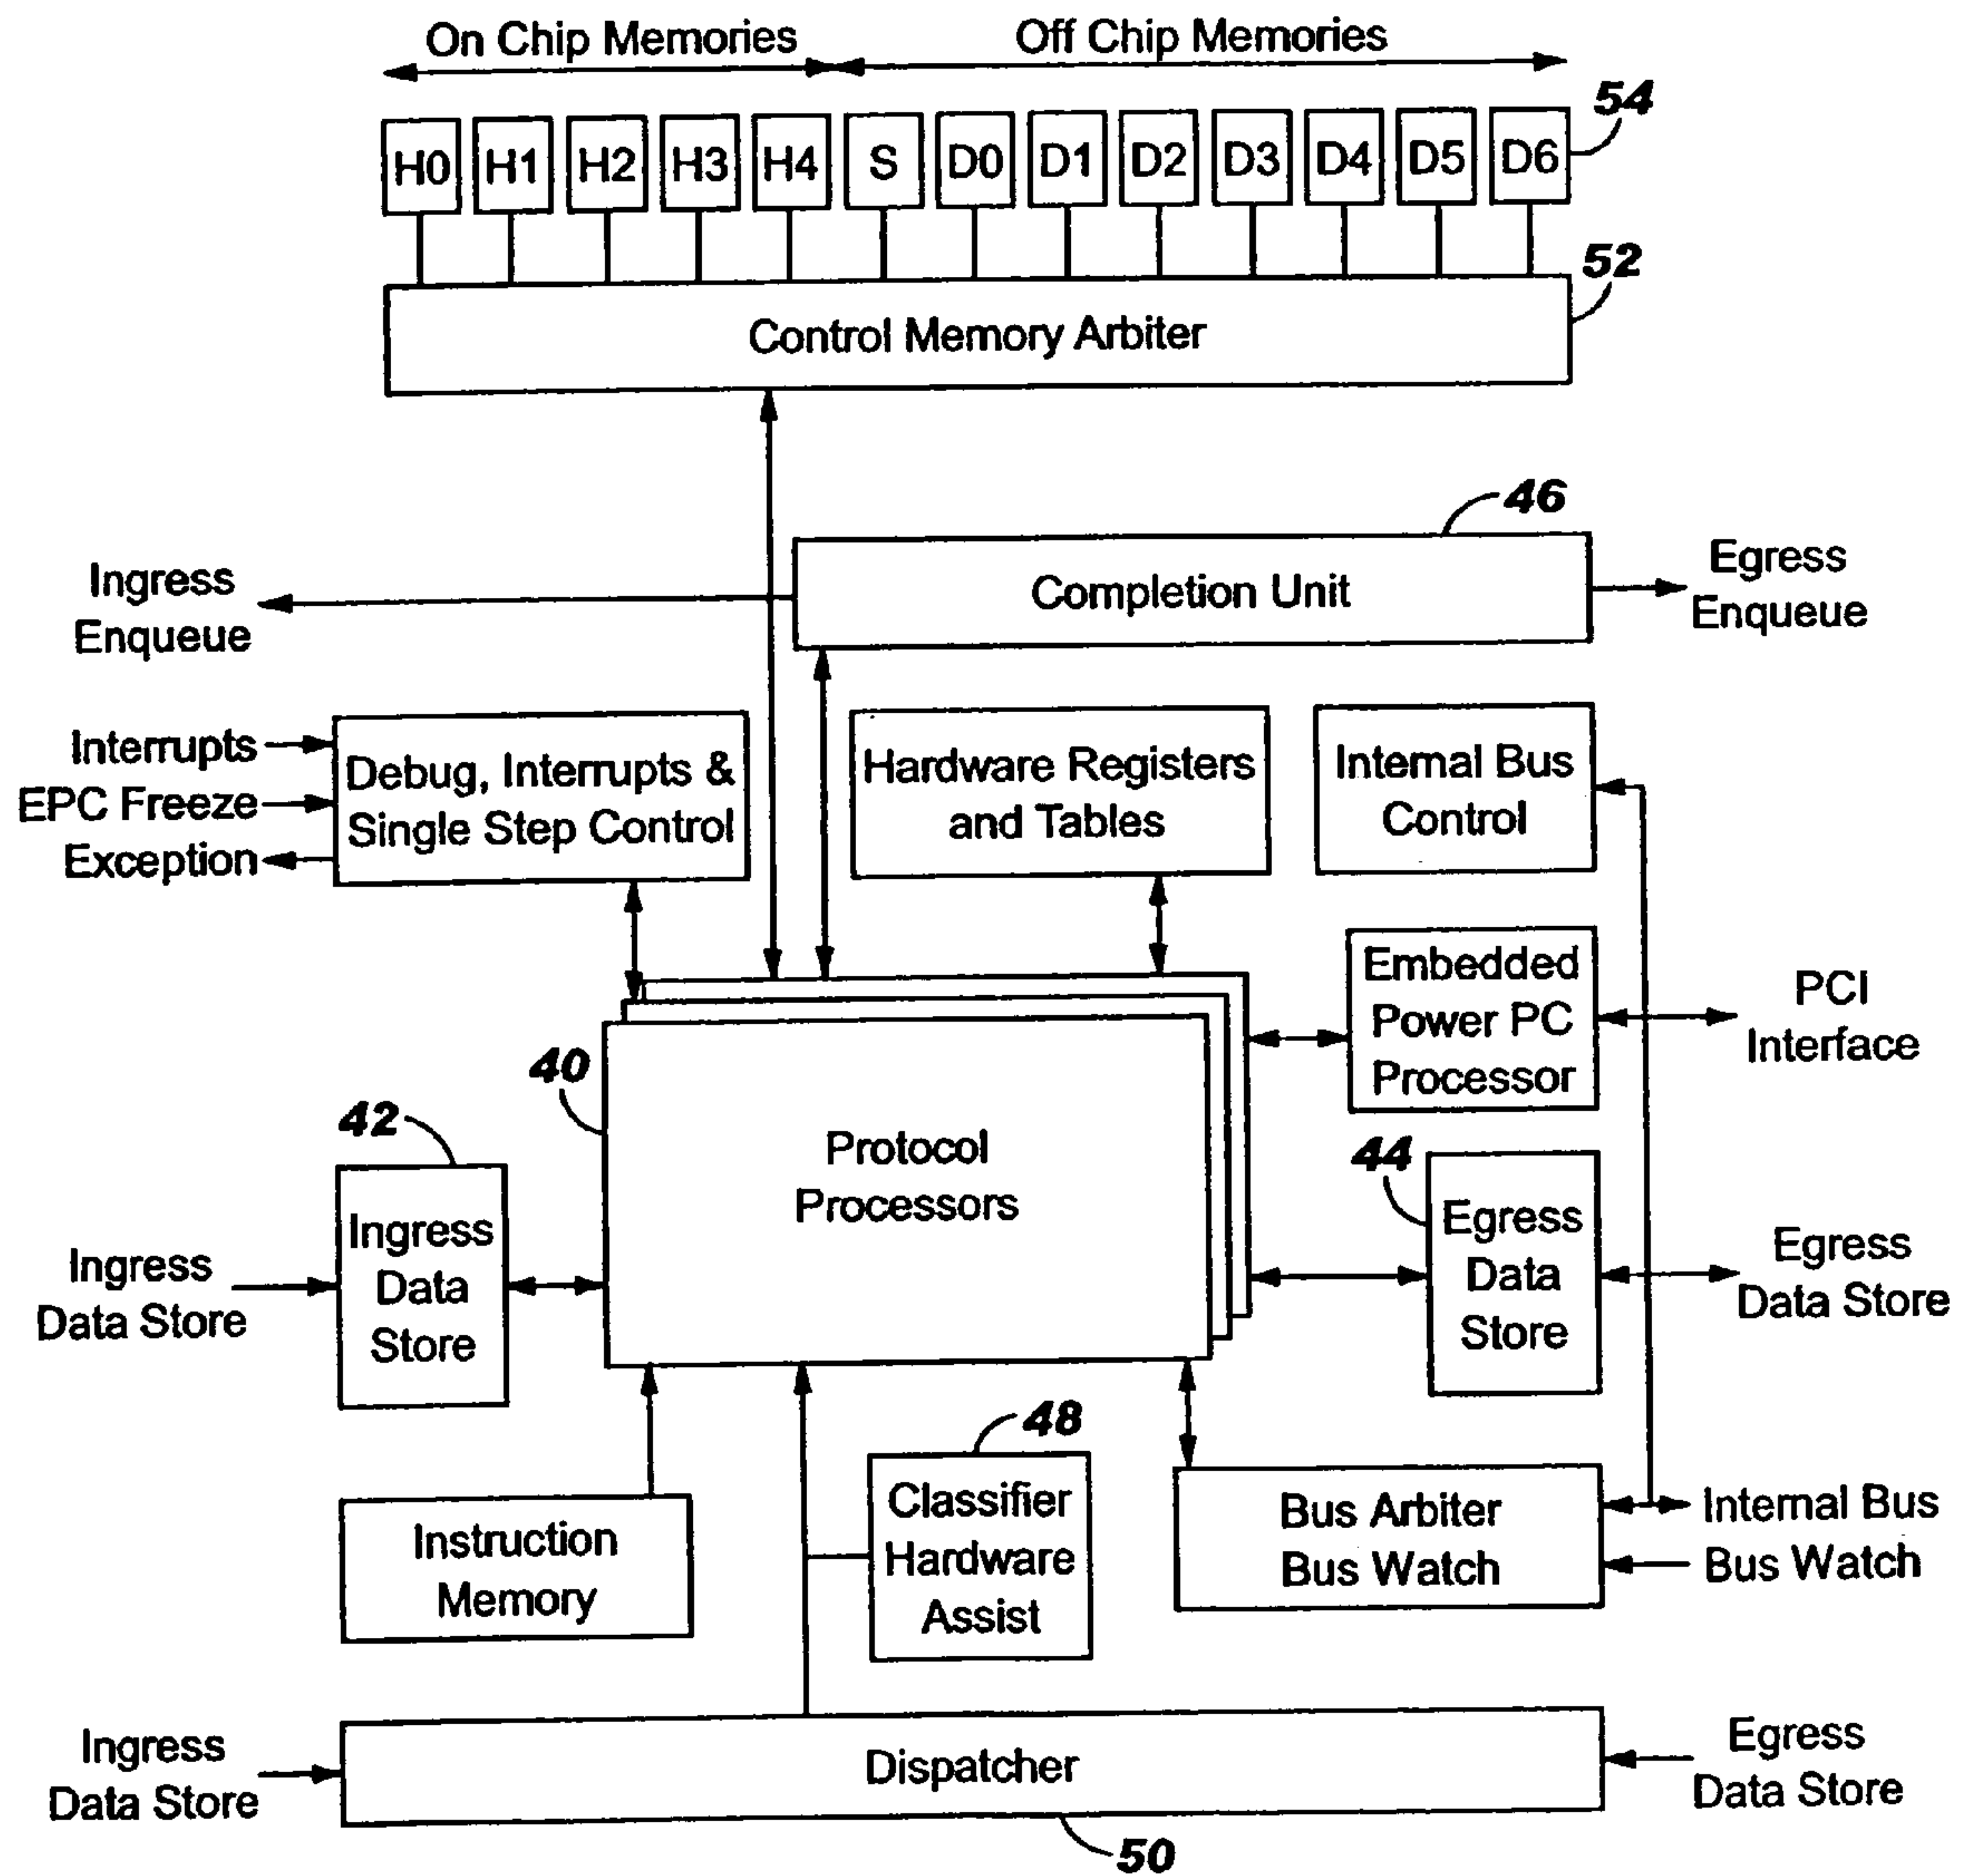 On Chip Memories
Off Chip Memories
54
H0
H1
H2
H3
H4
S
D0
D1
D2
D3
D4
D5
D6
52
Control Memory Arbiter
46
Ingress
Enqueue
Completion Unit
Egress
Enqueue
Interrupts
EPC Freeze
Exception
Debug, Interrupts &
Single Step Control
Hardware Registers
and Tables
Internal Bus
Control
Embedded
Power PC
Processor
PCI
Interface
40
Protocol
Processors
42
Ingress
Data Store
Ingress
Data
Store
44
Egress
Data
Store
Egress
Data Store
Instruction
Memory
48
Classifier
Hardware
Assist
Bus Arbiter
Bus Watch
Internal Bus
Bus Watch
Ingress
Data Store
Dispatcher
Egress
Data Store
50